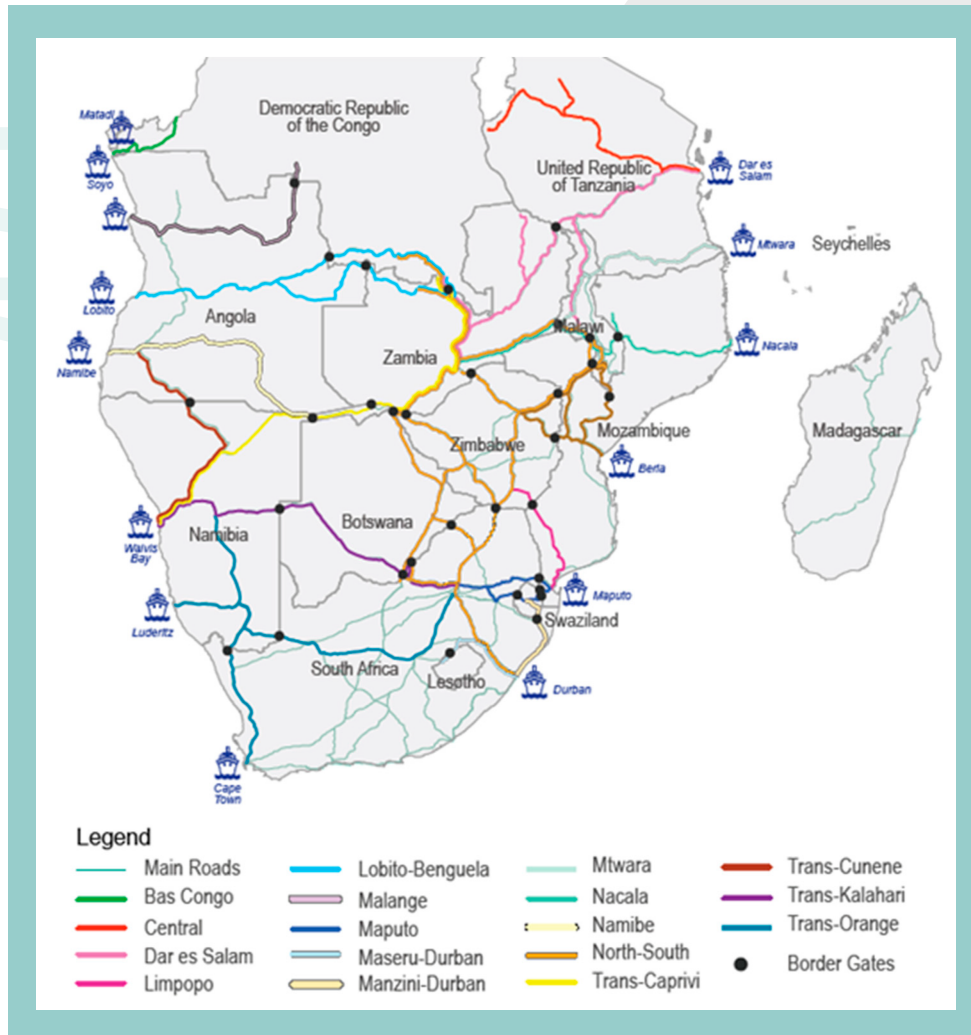 Democratic Republic
of the Congo
Matadi
Soyo
United Republic
of Tanzania
Dar es
Salam
Mtwara
Seychelles
Lobito
Angola
Malawi
Namibe
Zambia
Nacala
Zimbabwe
Mozambique
Madagascar
Beria
Namibia
Botswana
Walvis
Bay
Maputo
Luderitz
Swaziland
South Africa
Lesotho
Durban
Cape
Town
Legend
Main Roads
Bas Congo
Central
Dar es Salam
Limpopo
Lobito-Benguela
Malange
Maputo
Maseru-Durban
Manzini-Durban
Mtwara
Nacala
Namibe
North-South
Trans-Caprivi
Trans-Cunene
Trans-Kalahari
Trans-Orange
Border Gates